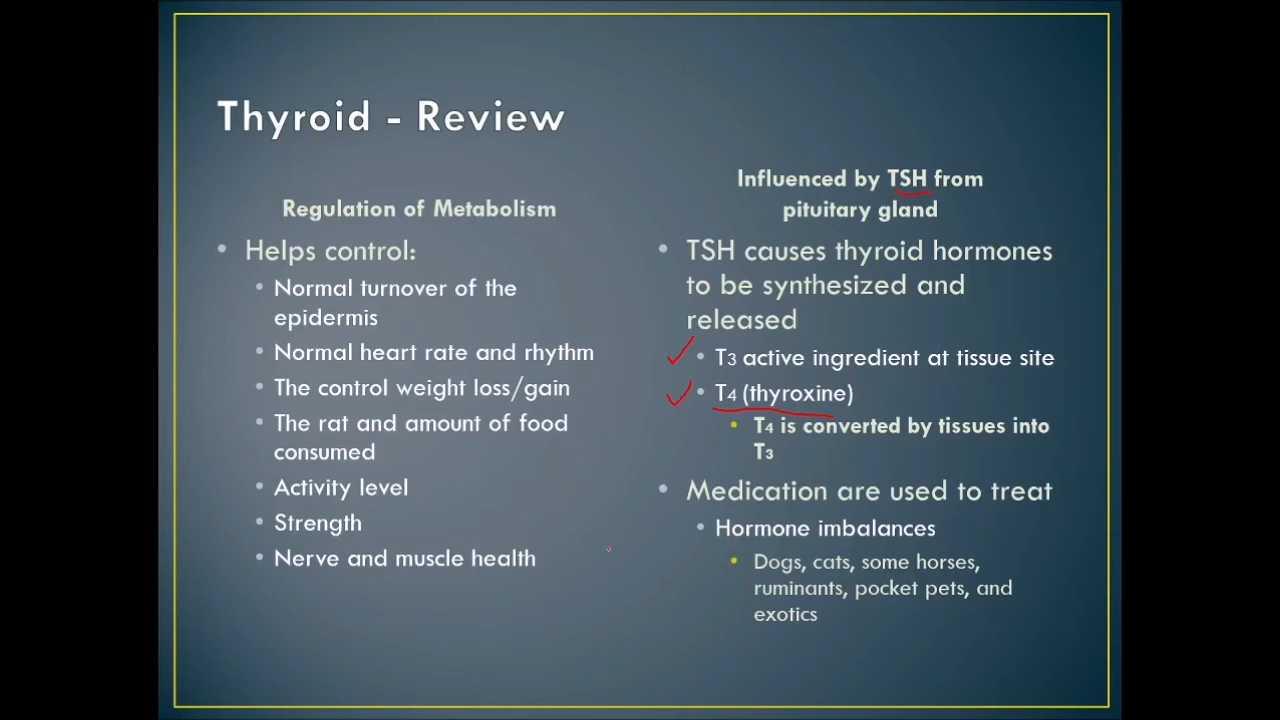 Thyroid - Review
Regulation of Metabolism
• Helps control:
• Normal turnover of the
epidermis
• Normal heart rate and rhythm
• The control weight loss/gain
• The rat and amount of food
consumed
• Activity level
• Strength
• Nerve and muscle health
Influenced by TSH from
pituitary gland
• TSH causes thyroid hormones
to be synthesized and
released
• T3 active ingredient at tissue site
• T4 (thyroxine)
• T4 is converted by tissues into
T3
• Medication are used to treat
• Hormone imbalances
• Dogs, cats, some horses,
ruminants, pocket pets, and
exotics